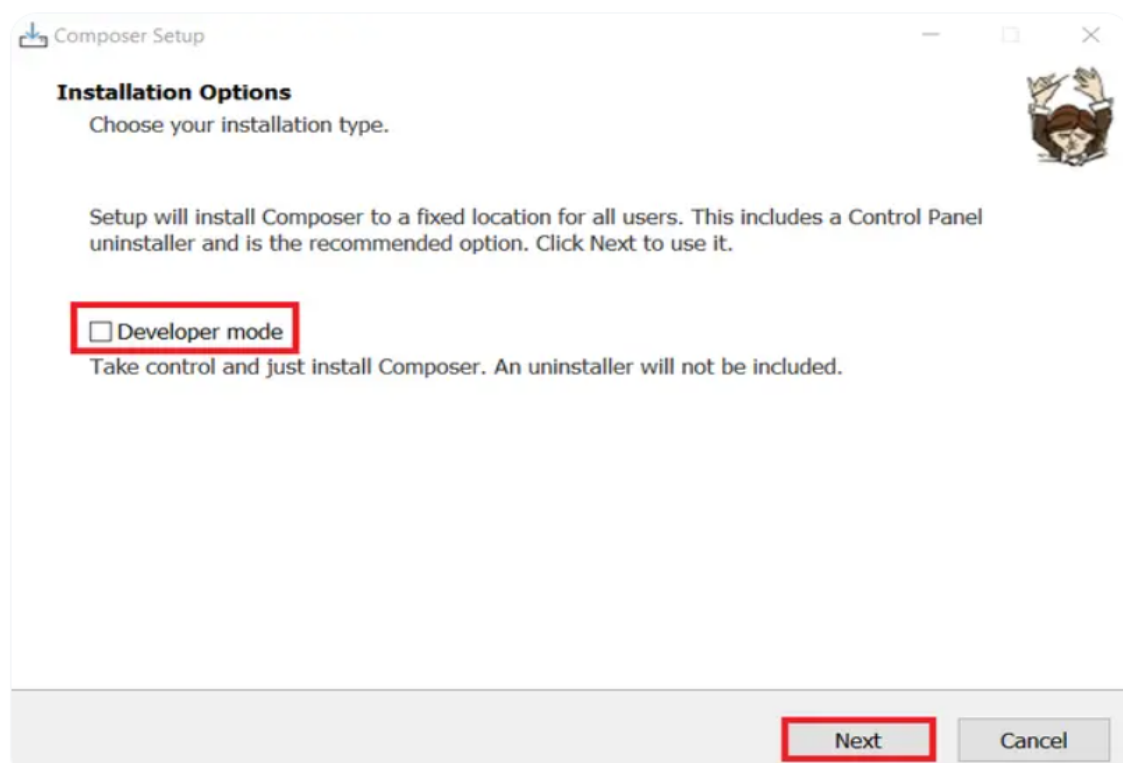 Composer Setup
Installation Options
Choose your installation type.
Setup will install Composer to a fixed location for all users. This includes a Control Panel
uninstaller and is the recommended option. Click Next to use it.
Developer mode
Take control and just install Composer. An uninstaller will not be included.
Next
Cancel